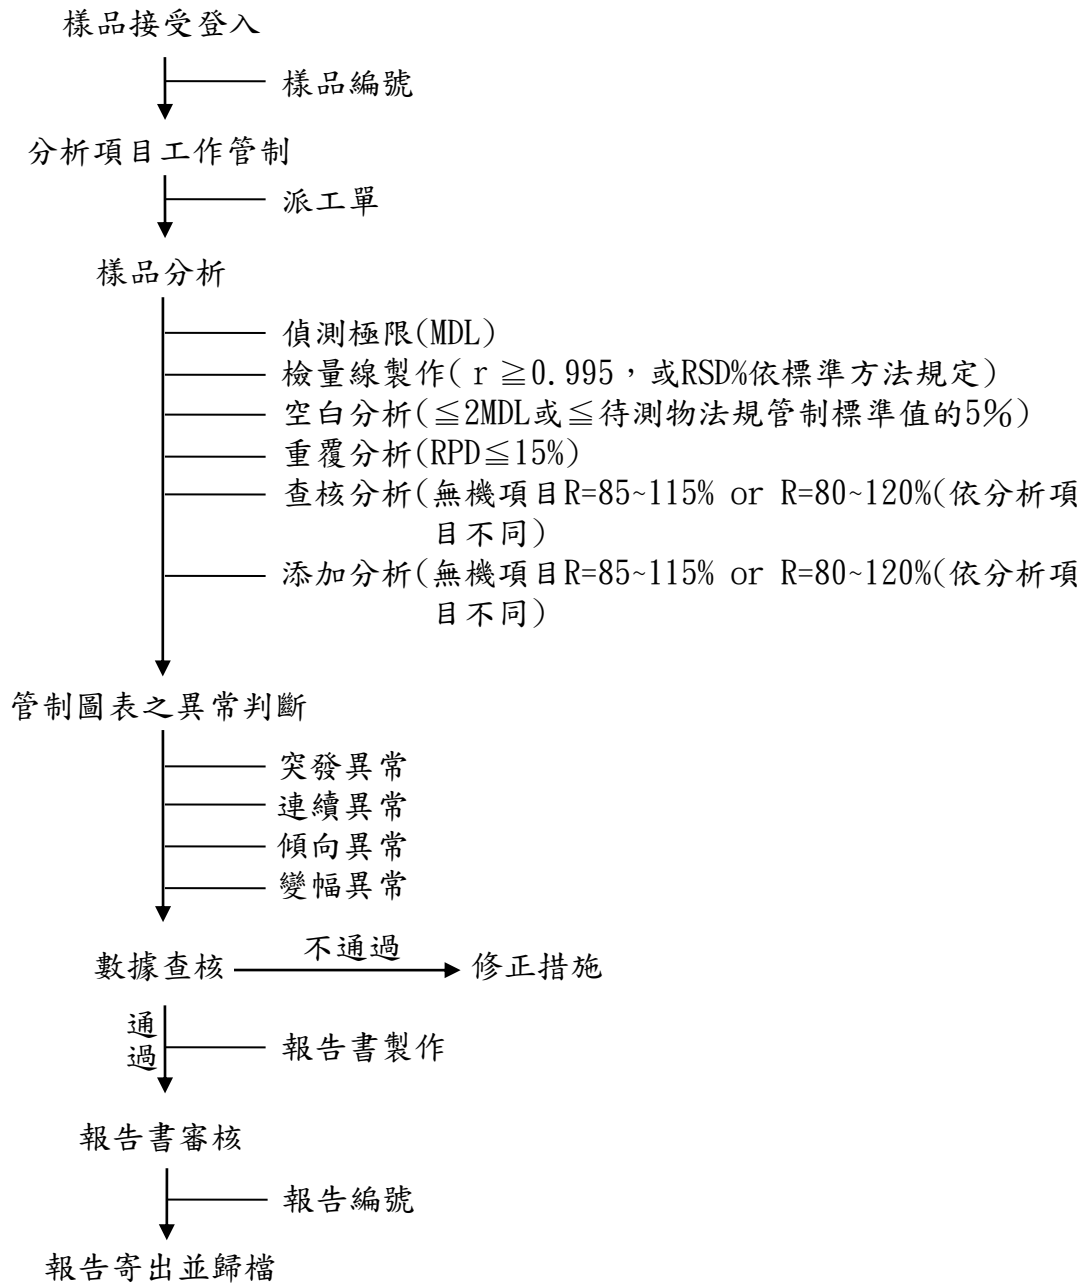 樣品接受登入
樣品編號
分析項目工作管制
派工單
樣品分析
偵測極限(MDL)
檢量線製作( r ≧0.995，或RSD%依標準方法規定)
空白分析(≦2MDL或≦待測物法規管制標準值的5%)
重覆分析(RPD≦15%)
查核分析(無機項目R=85~115% or R=80~120%(依分析項
目不同)
添加分析(無機項目R=85~115% or R=80~120%(依分析項
目不同)
管制圖表之異常判斷
突發異常
連續異常
傾向異常
變幅異常
不通過
數據查核
修正措施
通
過
報告書製作
報告書審核
報告編號
報告寄出並歸檔